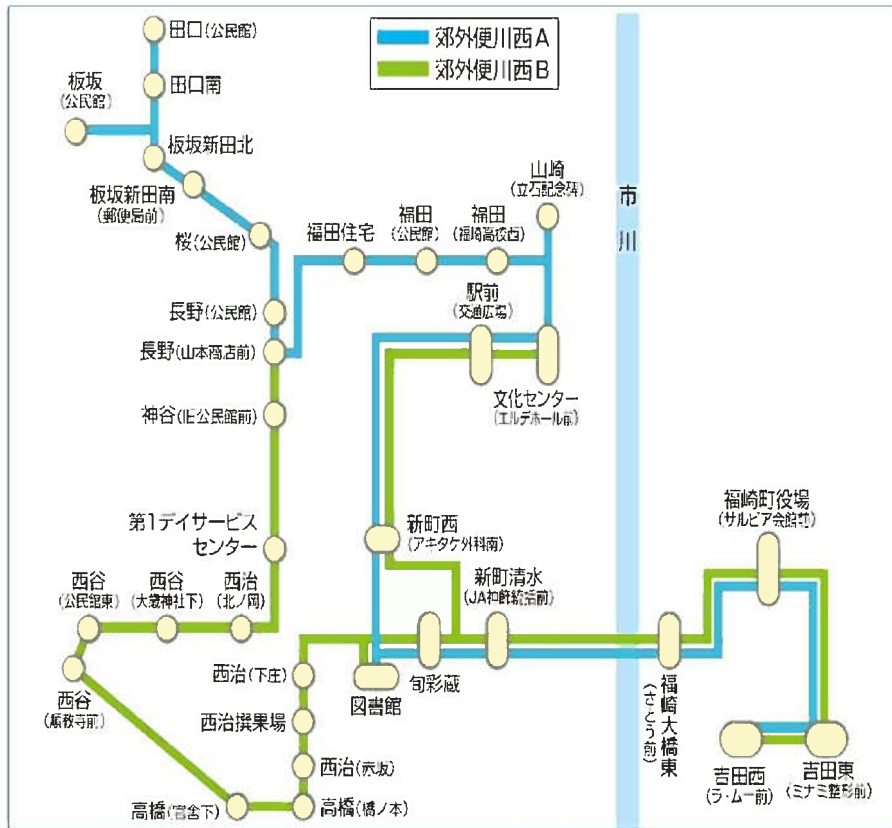 郊外便川西A
郊外便川西B
田口(公民館)
田口南
板坂
(公民館)
板坂新田北
板坂新田南
(郵便局前)
桜(公民館)
長野(公民館)
長野(山本商店前)
神谷(旧公民館前)
第1デイサービス
センター
西谷
(公民館東)
西谷
(大歳神社下)
西治
(北ノ岡)
西谷
(順教寺前)
高橋(官舎下)
高橋(橋ノ本)
西治(赤坂)
西治撰果場
西治(下庄)
福田住宅
福田
(公民館)
福田
(福崎高校西)
山崎
(立石記念碑)
駅前
(交通広場)
文化センター
(エルデホール前)
新町西
(アキタケ外科南)
新町清水
(JA神飾統括前)
図書館
旬彩蔵
市川
福崎大橋東
(さとう前)
福崎町役場
(サルビア会館前)
吉田西
(ラ・ムー前)
吉田東
(ミナミ整形前)